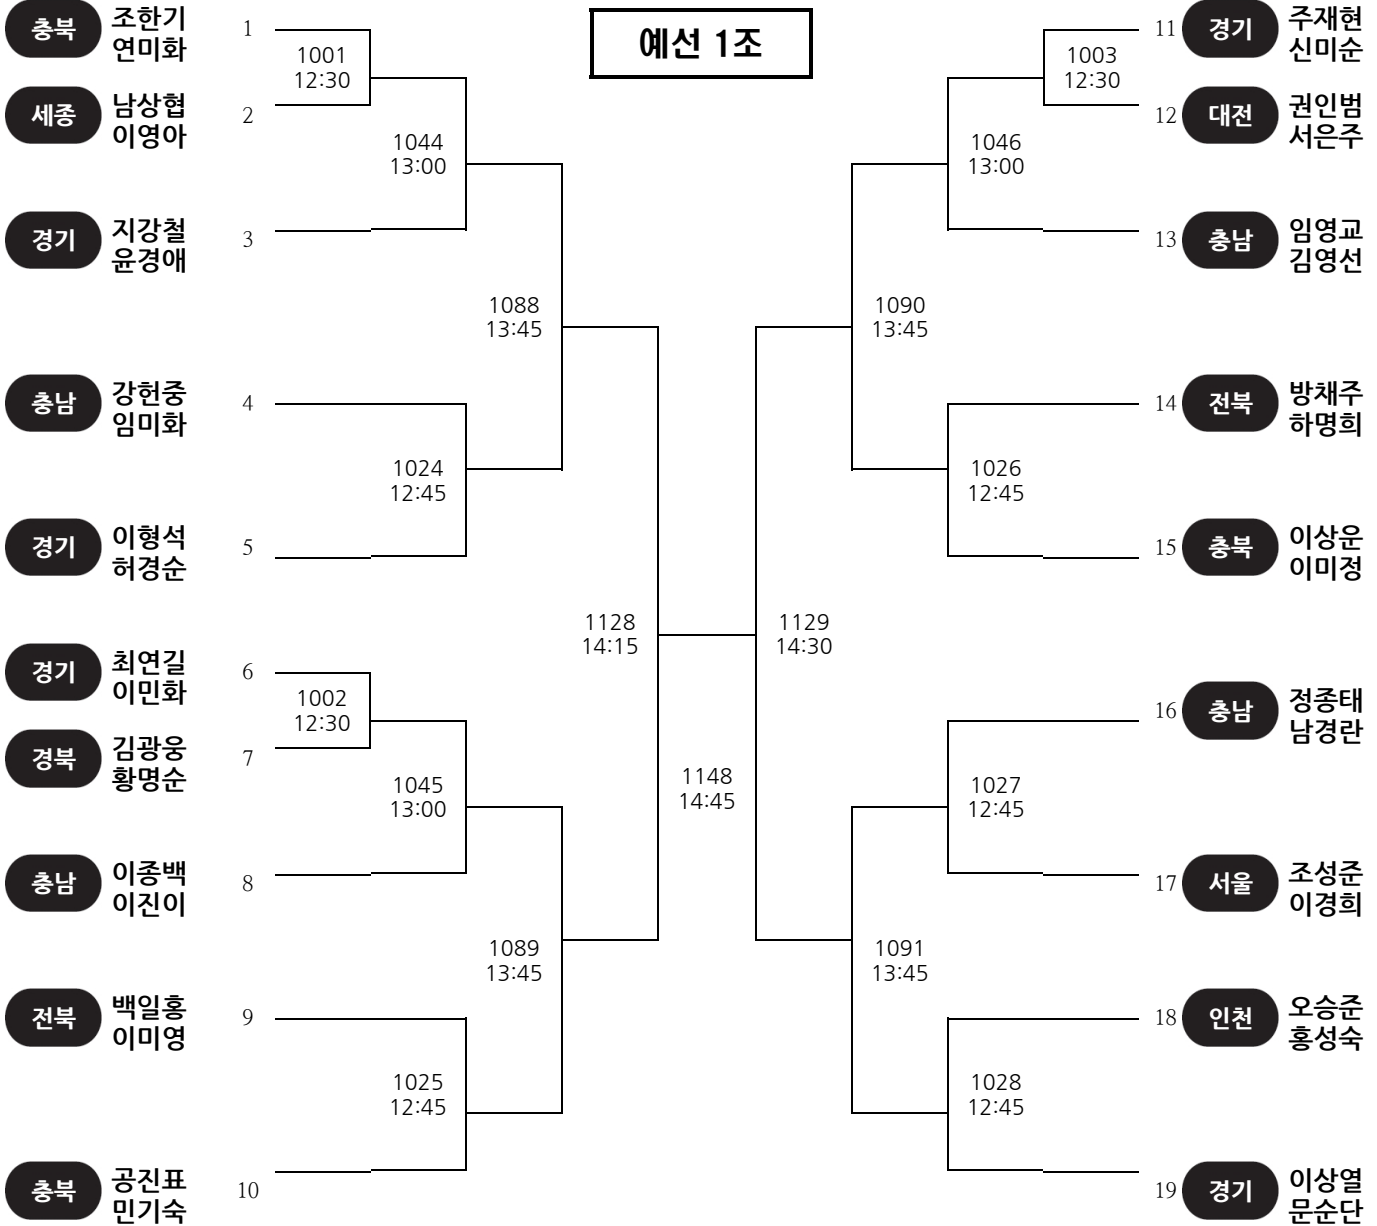 예선 1조
충북
조한기
연미화
1
1001
12:30
세종
남상협
이영아
2
1044
13:00
경기
지강철
윤경애
3
1088
13:45
충남
강헌중
임미화
4
1024
12:45
경기
이형석
허경순
5
1128
14:15
경기
최연길
이민화
6
1002
12:30
경북
김광웅
황명순
7
1045
13:00
충남
이종백
이진이
8
1089
13:45
전북
백일홍
이미영
9
1025
12:45
충북
공진표
민기숙
10
1148
14:45
11
경기
주재현
신미순
1003
12:30
12
대전
권인범
서은주
1046
13:00
13
충남
임영교
김영선
1090
13:45
14
전북
방채주
하명희
1026
12:45
15
충북
이상운
이미정
1129
14:30
16
충남
정종태
남경란
1027
12:45
17
서울
조성준
이경희
1091
13:45
18
인천
오승준
홍성숙
1028
12:45
19
경기
이상열
문순단